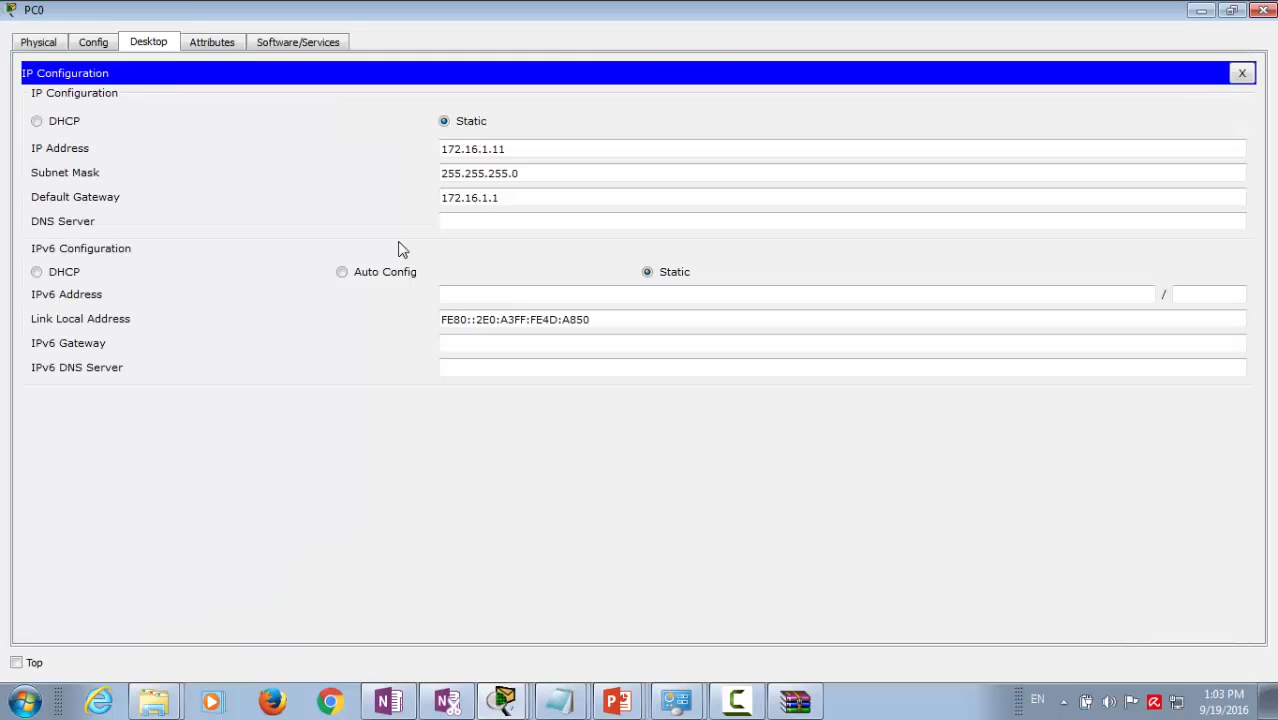 PC0
Physical Config Desktop Attributes Software/Services
IP Configuration X
IP Configuration
DHCP Static
IP Address 172.16.1.11
Subnet Mask 255.255.255.0
Default Gateway 172.16.1.1
DNS Server
IPv6 Configuration
DHCP Auto Config Static
IPv6 Address /
Link Local Address FE80::2E0:A3FF:FE4D:A850
IPv6 Gateway
IPv6 DNS Server
Top
EN 1:03 PM
9/19/2016